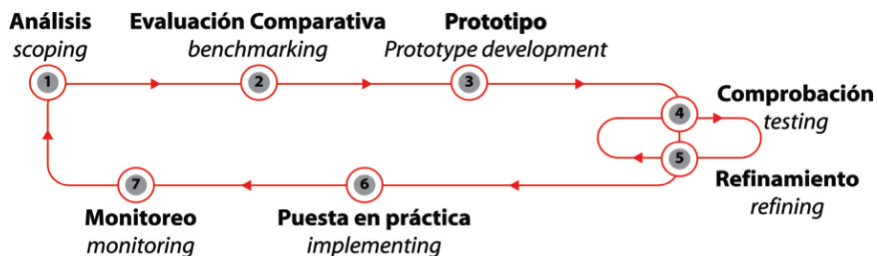 Análisis
scoping
1
Evaluación Comparativa
benchmarking
2
Prototipo
Prototype development
3
4
Comprobación
testing
5
Refinamiento
refining
6
Puesta en práctica
implementing
7
Monitoreo
monitoring